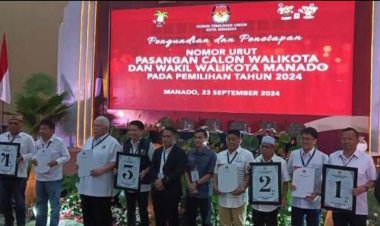 KOMISI PEMILIHAN UMUM
KOTA MANADO
Pengundian dan Penetapan
NOMOR URUT
PASANGAN CALON WALIKOTA
DAN WAKIL WALIKOTA MANADO
PADA PEMILIHAN TAHUN 2024
MANADO, 23 SEPTEMBER 2024
4
3
2
1